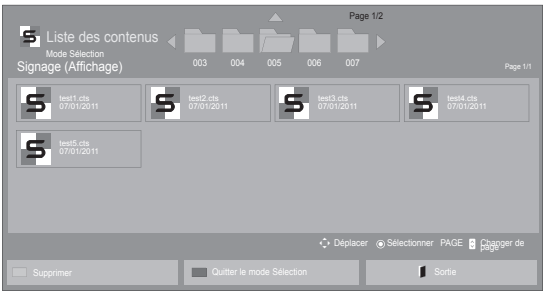 Page 1/2
Liste des contenus
Mode Sélection
Signage (Affichage)
003 004 005 006 007
Page 1/1
test1.cts
07/01/2011
test2.cts
07/01/2011
test3.cts
07/01/2011
test4.cts
07/01/2011
test5.cts
07/01/2011
Déplacer Sélectionner PAGE Changer de
page
Supprimer
Quitter le mode Sélection
Sortie